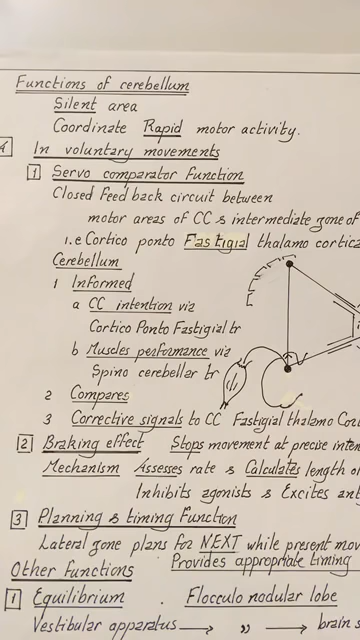 Functions of cerebellum
Silent area
Coordinate Rapid motor activity.
A In voluntary movements
1 Servo comparator function
Closed feed back circuit between
motor areas of CC & intermediate zone of
i.e Cortico ponto Fastigial thalamo cortica
Cerebellum
1 Informed
a CC intention via
Cortico Ponto Fastigial tr
b Muscles performance via
Spino cerebellar tr
2 Compares
3 Corrective signals to CC Fastigial thalamo Cort
2 Braking effect Stops movement at precise inten
Mechanism Assesses rate & Calculates length of
Inhibits agonists & Excites ant
3 Planning & timing Function
Lateral zone plans for NEXT while present mov
Other functions Provides appropriate timing
1 Equilibrium Flocculo nodular lobe
Vestibular apparatus → ,, → brain s